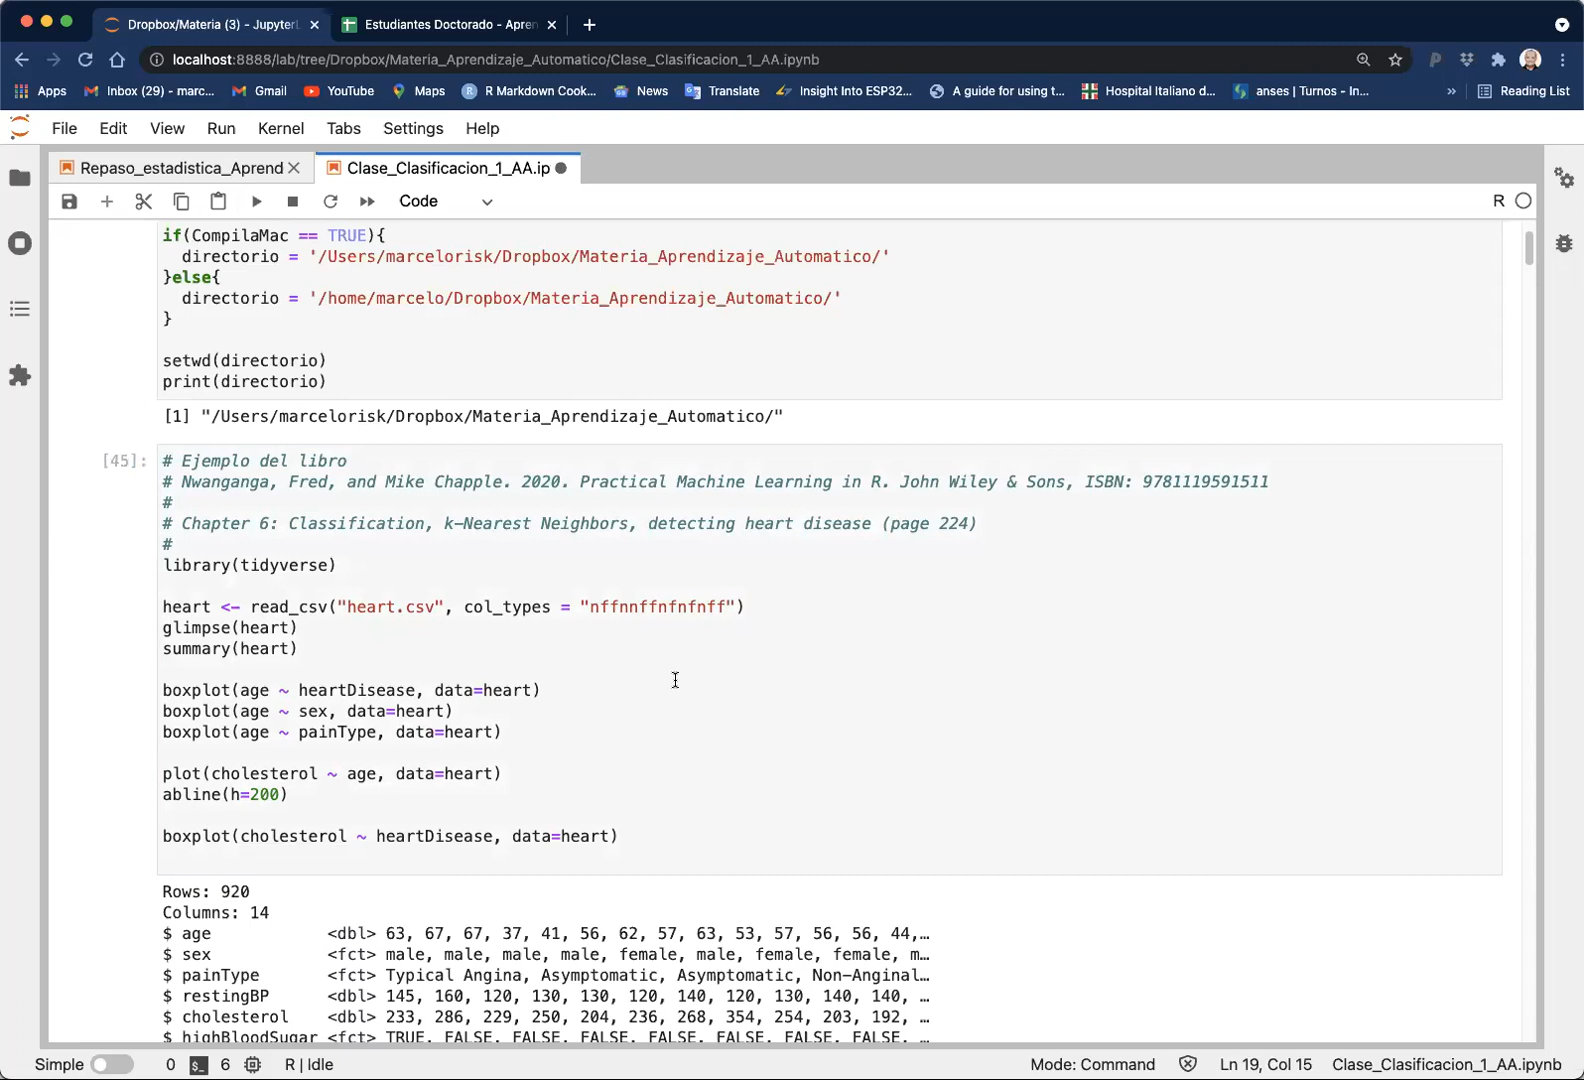 Dropbox/Materia (3) - JupyterL
Estudiantes Doctorado - Apren
localhost:8888/lab/tree/Dropbox/Materia_Aprendizaje_Automatico/Clase_Clasificacion_1_AA.ipynb
Apps Inbox (29) - marc... Gmail YouTube Maps R Markdown Cook... News Translate Insight Into ESP32... A guide for using t... Hospital Italiano d... anses | Turnos - In... » Reading List
File Edit View Run Kernel Tabs Settings Help
Repaso_estadistica_Aprend
Clase_Clasificacion_1_AA.ip
Code
R
if(CompilaMac == TRUE){
directorio = '/Users/marcelorisk/Dropbox/Materia_Aprendizaje_Automatico/'
}else{
directorio = '/home/marcelo/Dropbox/Materia_Aprendizaje_Automatico/'
}
setwd(directorio)
print(directorio)
[1] "/Users/marcelorisk/Dropbox/Materia_Aprendizaje_Automatico/"
[45]: # Ejemplo del libro
# Nwanganga, Fred, and Mike Chapple. 2020. Practical Machine Learning in R. John Wiley & Sons, ISBN: 9781119591511
#
# Chapter 6: Classification, k-Nearest Neighbors, detecting heart disease (page 224)
#
library(tidyverse)
heart <- read_csv("heart.csv", col_types = "nffnnffnfnfnff")
glimpse(heart)
summary(heart)
boxplot(age ~ heartDisease, data=heart)
boxplot(age ~ sex, data=heart)
boxplot(age ~ painType, data=heart)
plot(cholesterol ~ age, data=heart)
abline(h=200)
boxplot(cholesterol ~ heartDisease, data=heart)
Rows: 920
Columns: 14
$ age <dbl> 63, 67, 67, 37, 41, 56, 62, 57, 63, 53, 57, 56, 56, 44,…
$ sex <fct> male, male, male, male, female, male, female, female, m…
$ painType <fct> Typical Angina, Asymptomatic, Asymptomatic, Non-Anginal…
$ restingBP <dbl> 145, 160, 120, 130, 130, 120, 140, 120, 130, 140, 140, …
$ cholesterol <dbl> 233, 286, 229, 250, 204, 236, 268, 354, 254, 203, 192, …
$ highBloodSugar <fct> TRUE, FALSE, FALSE, FALSE, FALSE, FALSE, FALSE, FALSE, …
Simple 0 6 R | Idle Mode: Command Ln 19, Col 15 Clase_Clasificacion_1_AA.ipynb